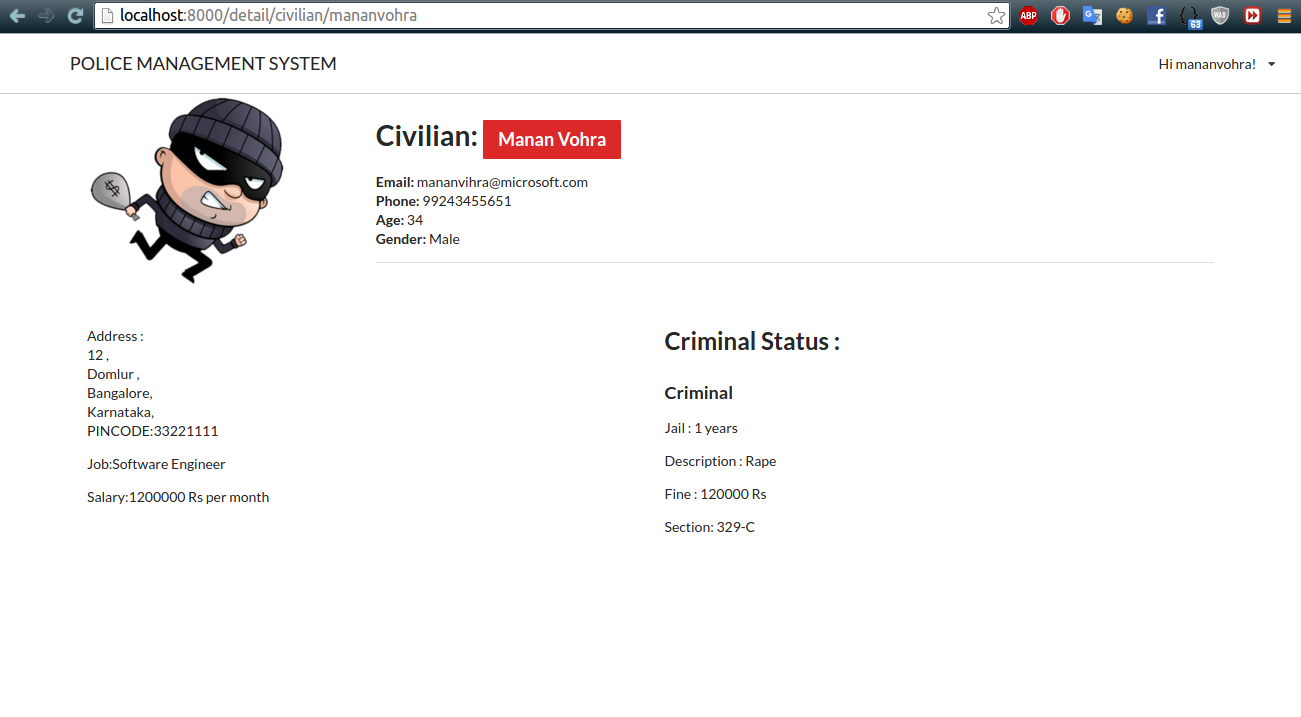 localhost:8000/detail/civilian/mananvohra
ABP
63
WAB
POLICE MANAGEMENT SYSTEM
Hi mananvohra!
Civilian: Manan Vohra
Email: mananvihra@microsoft.com
Phone: 99243455651
Age: 34
Gender: Male
$
Address :
12 ,
Domlur ,
Bangalore,
Karnataka,
PINCODE:33221111
Job:Software Engineer
Salary:1200000 Rs per month
Criminal Status :
Criminal
Jail : 1 years
Description : Rape
Fine : 120000 Rs
Section: 329-C